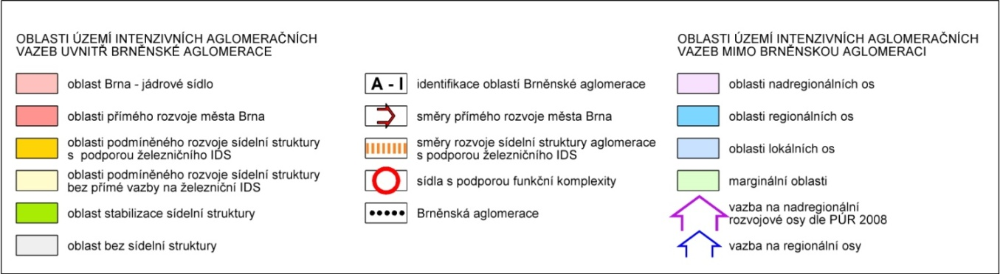 OBLASTI ÚZEMÍ INTENZIVNÍCH AGLOMERAČNÍCH
VAZEB UVNITŘ BRNĚNSKÉ AGLOMERACE
oblast Brna - jádrové sídlo
oblasti přímého rozvoje města Brna
oblasti podmíněného rozvoje sídelní struktury
s podporou železničního IDS
oblasti podmíněného rozvoje sídelní struktury
bez přímé vazby na železniční IDS
oblast stabilizace sídelní struktury
oblast bez sídelní struktury
A - I identifikace oblastí Brněnské aglomerace
směry přímého rozvoje města Brna
směry rozvoje sídelní struktury aglomerace
s podporou železničního IDS
sídla s podporou funkční komplexity
Brněnská aglomerace
OBLASTI ÚZEMÍ INTENZIVNÍCH AGLOMERAČNÍCH
VAZEB MIMO BRNĚNSKOU AGLOMERACI
oblasti nadregionálních os
oblasti regionálních os
oblasti lokálních os
marginální oblasti
vazba na nadregionální
rozvojové osy dle PÚR 2008
vazba na regionální osy